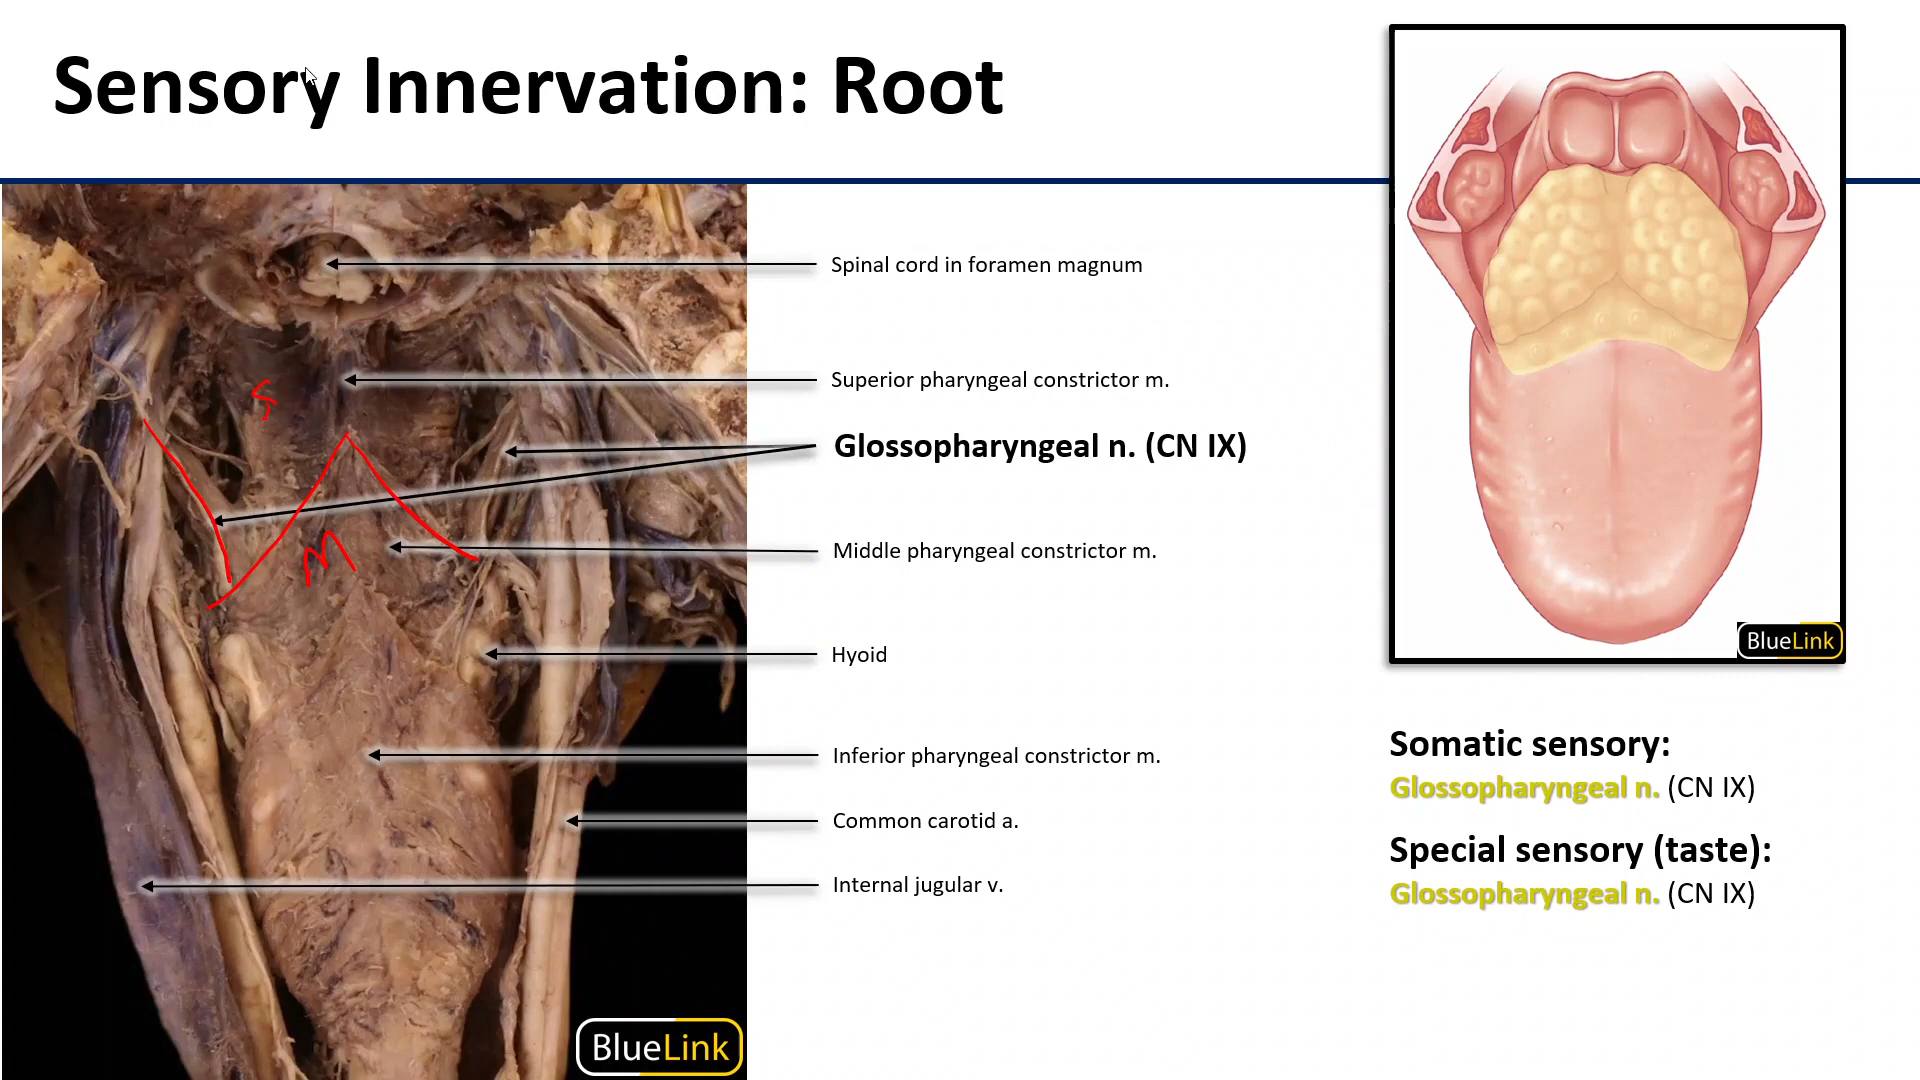 Sensory Innervation: Root
Spinal cord in foramen magnum
Superior pharyngeal constrictor m.
S
Glossopharyngeal n. (CN IX)
Middle pharyngeal constrictor m.
M
Hyoid
Inferior pharyngeal constrictor m.
Common carotid a.
Internal jugular v.
BlueLink
BlueLink
Somatic sensory:
Glossopharyngeal n. (CN IX)
Special sensory (taste):
Glossopharyngeal n. (CN IX)